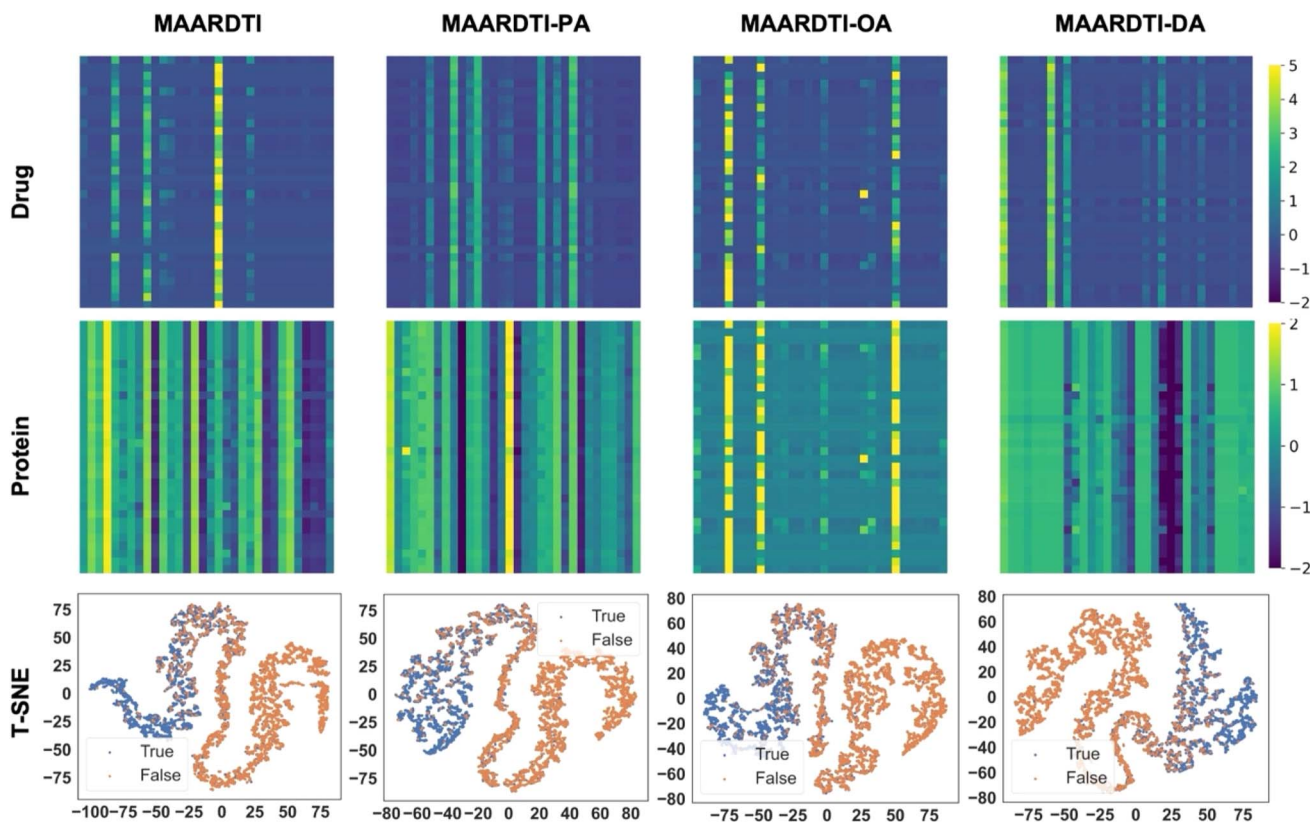 MAARDTI MAARDTI-PA MAARDTI-OA MAARDTI-DA
Drug
5
4
3
2
1
0
−1
−2
Protein
2
1
0
−1
−2
T-SNE
75
50
25
0
−25
−50
−75
True
False
−100 −75 −50 −25 0 25 50 75
75
50
25
0
−25
−50
−75
True
False
−80 −60 −40 −20 0 20 40 60 80
80
60
40
20
0
−20
−40
−60
−80
True
False
−75 −50 −25 0 25 50 75
80
60
40
20
0
−20
−40
−60
−80
True
False
−75 −50 −25 0 25 50 75